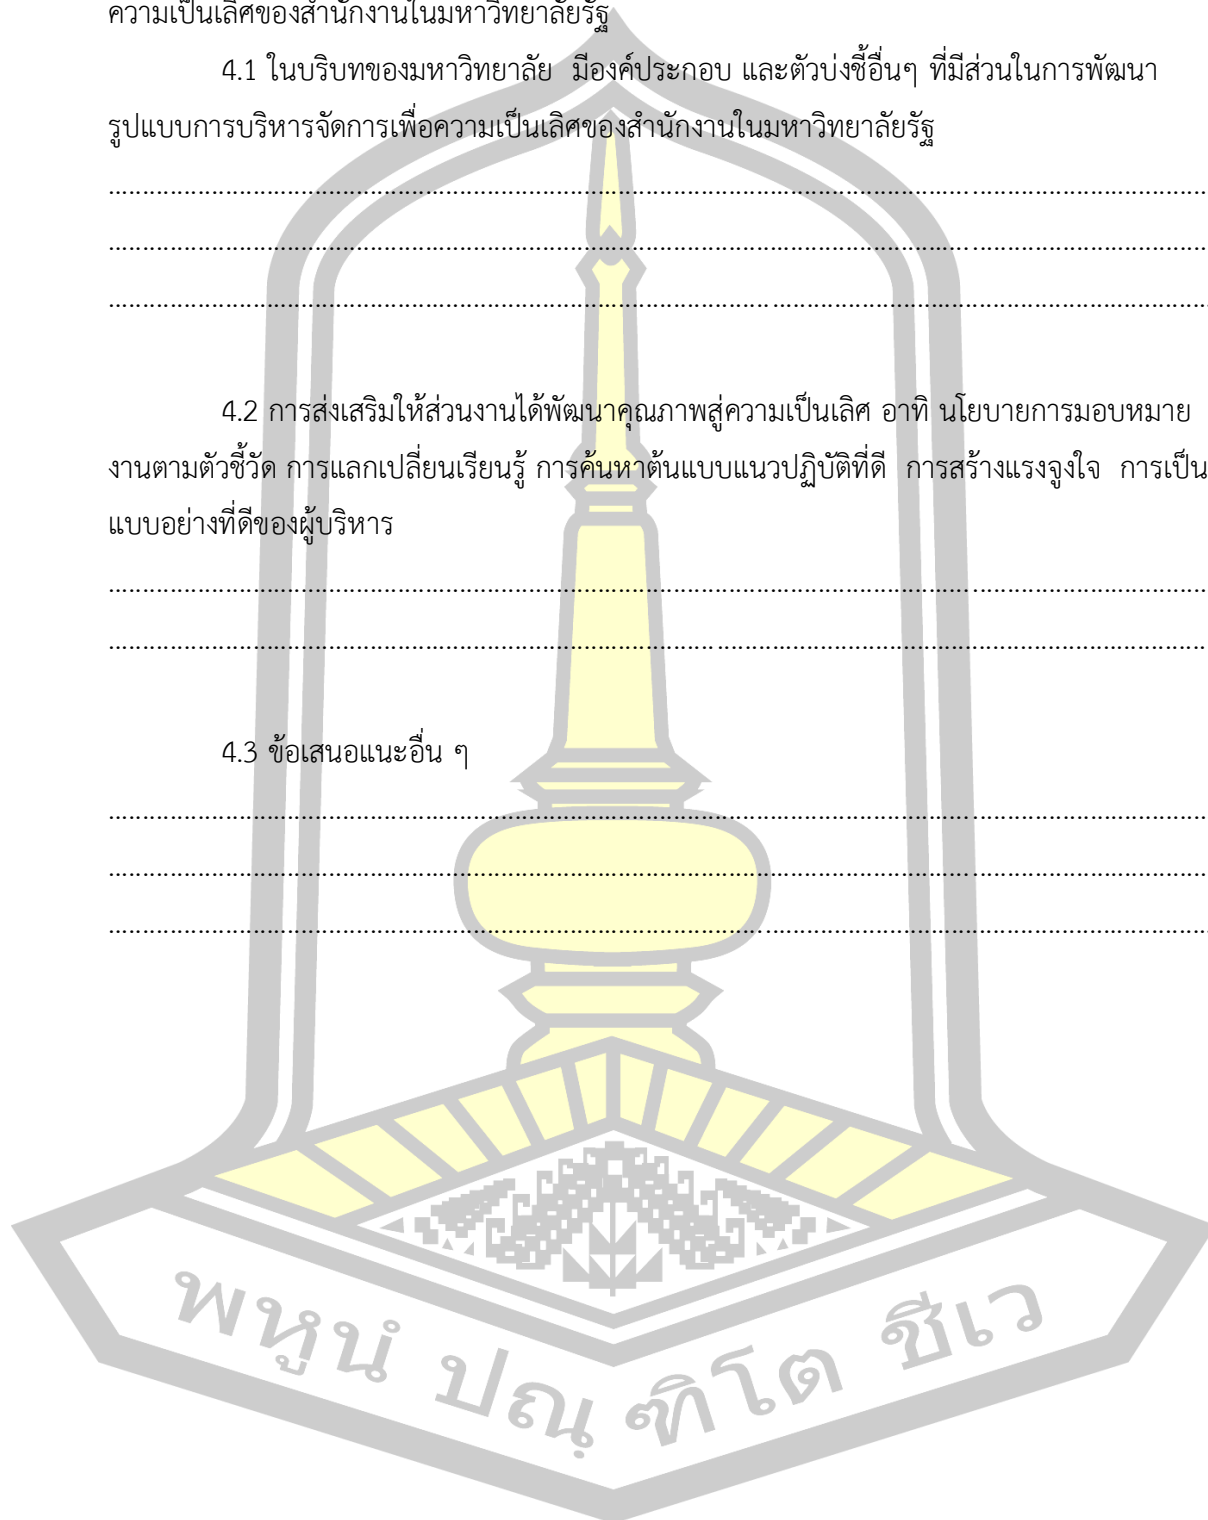 ความเป็นเลิศของสำนักงานในมหาวิทยาลัยรัฐ
4.1 ในบริบทของมหาวิทยาลัย มีองค์ประกอบ และตัวบ่งชี้อื่นๆ ที่มีส่วนในการพัฒนา
รูปแบบการบริหารจัดการเพื่อความเป็นเลิศของสำนักงานในมหาวิทยาลัยรัฐ
4.2 การส่งเสริมให้ส่วนงานได้พัฒนาคุณภาพสู่ความเป็นเลิศ อาทิ นโยบายการมอบหมาย
งานตามตัวชี้วัด การแลกเปลี่ยนเรียนรู้ การค้นหาต้นแบบแนวปฏิบัติที่ดี การสร้างแรงจูงใจ การเป็น
แบบอย่างที่ดีของผู้บริหาร
4.3 ข้อเสนอแนะอื่น ๆ
พหูนํ ปณฺ ฑิโต ชีเว